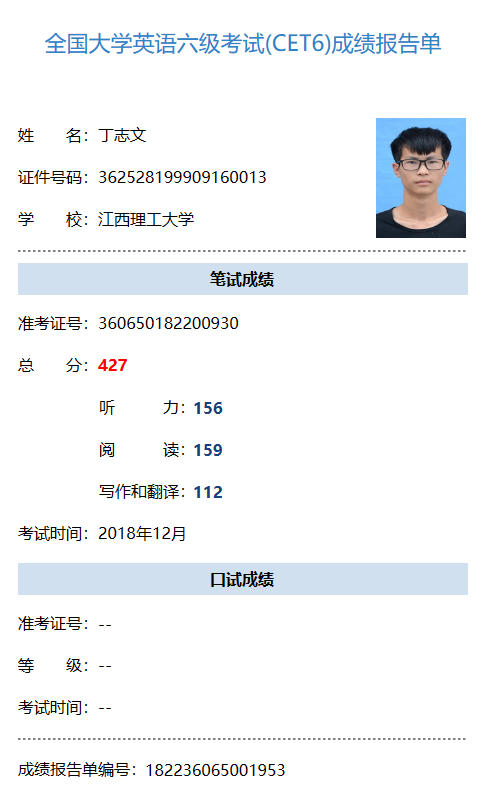 全国大学英语六级考试(CET6)成绩报告单
姓 名：丁志文
证件号码：362528199909160013
学 校：江西理工大学
笔试成绩
准考证号：360650182200930
总 分：427
听 力：156
阅 读：159
写作和翻译：112
考试时间：2018年12月
口试成绩
准考证号：--
等 级：--
考试时间：--
成绩报告单编号：182236065001953